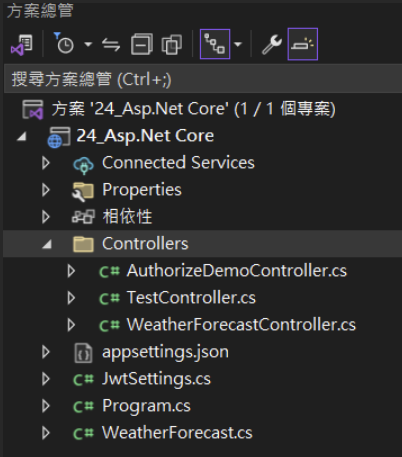 方案總管
搜尋方案總管 (Ctrl+;)
方案 '24_Asp.Net Core' (1 / 1 個專案)
24_Asp.Net Core
Connected Services
Properties
相依性
Controllers
C# AuthorizeDemoController.cs
C# TestController.cs
C# WeatherForecastController.cs
appsettings.json
C# JwtSettings.cs
C# Program.cs
C# WeatherForecast.cs